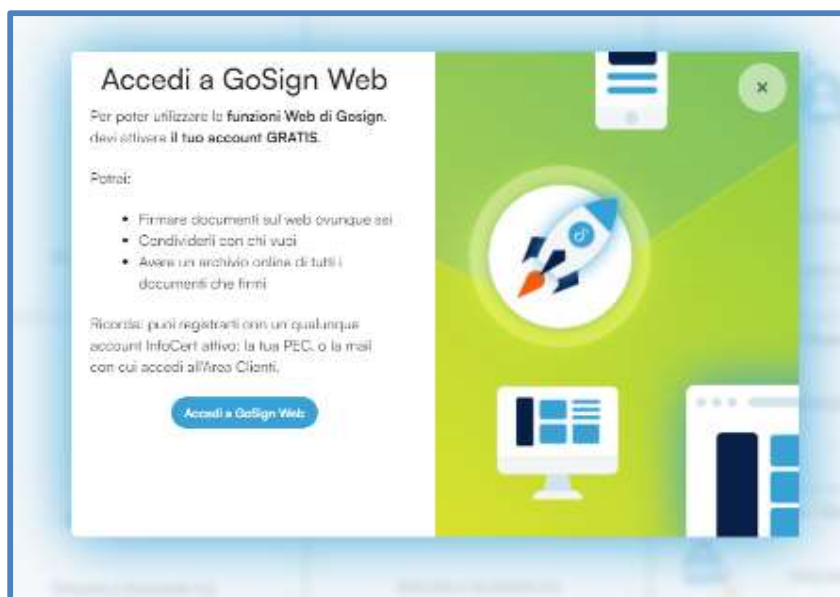 Accedi a GoSign Web
Per poter utilizzare le funzioni Web di Gosign,
devi attivare il tuo account GRATIS.
Potrai:
• Firmare documenti sul web ovunque sei
• Condividerli con chi vuoi
• Avere un archivio online di tutti i
documenti che firmi
Ricorda: puoi registrarti con un qualunque
account InfoCert attivo: la tua PEC, o la mail
con cui accedi all'Area Clienti.
Accedi a GoSign Web